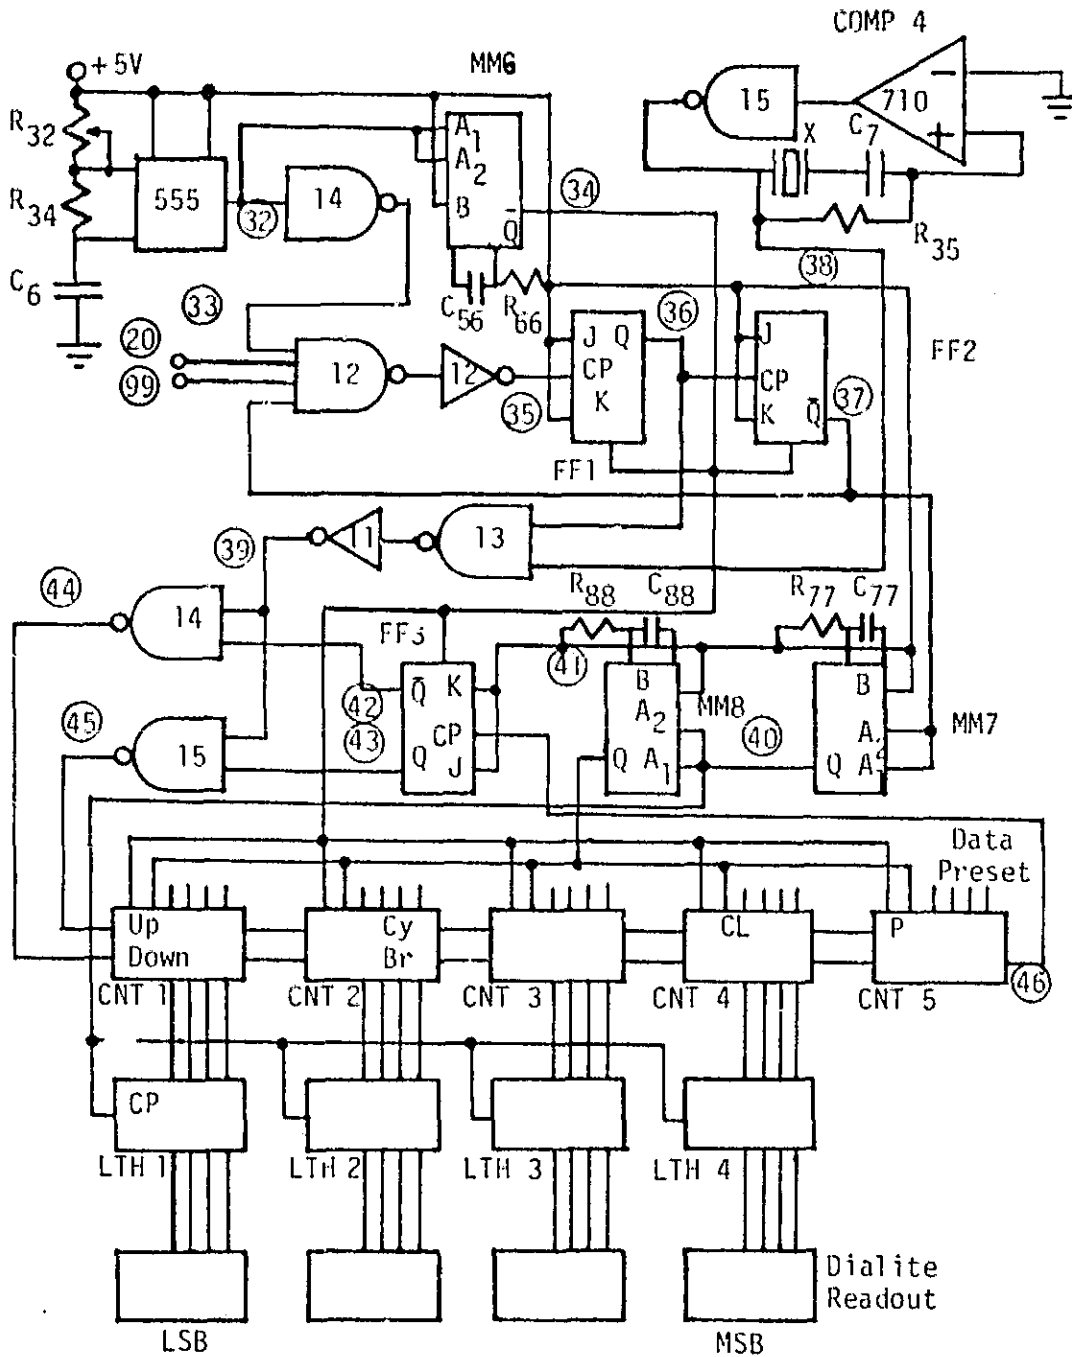 COMP 4
+5V
MM6
R32
A1
A2
B
Q̄
15
710
−
+
X
C7
R34
555
32
14
34
R35
C6
33
C56
R66
38
20
99
12
12
35
J Q
CP
K
36
FF1
J
CP
K Q̄
37
FF2
39
11
13
44
14
R88
C88
R77
C77
FF3
41
42
43
Q̄ K
CP
Q J
B
A2
Q A1
MM8
40
B
A
Q A1
MM7
45
15
Data
Preset
Up
Down
Cy
Br
CL
P
CNT 1
CNT 2
CNT 3
CNT 4
CNT 5
46
CP
LTH 1
LTH 2
LTH 3
LTH 4
Dialite
Readout
LSB
MSB